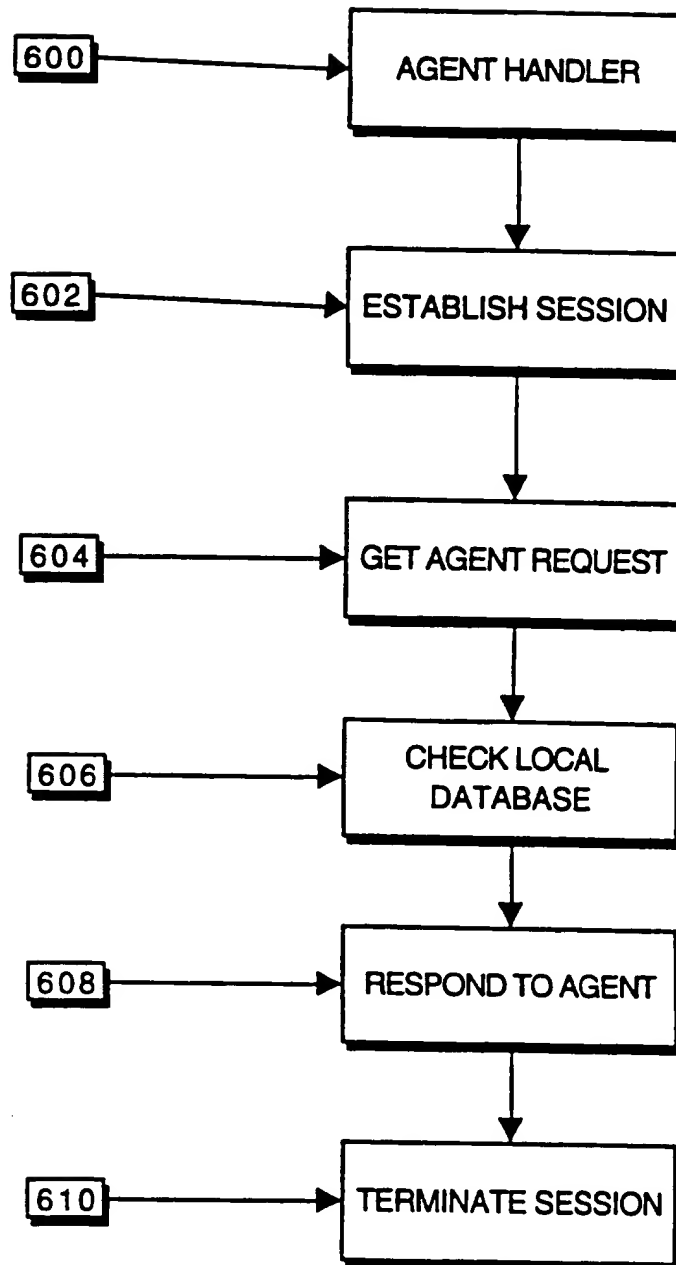 600
AGENT HANDLER
602
ESTABLISH SESSION
604
GET AGENT REQUEST
606
CHECK LOCAL
DATABASE
608
RESPOND TO AGENT
610
TERMINATE SESSION